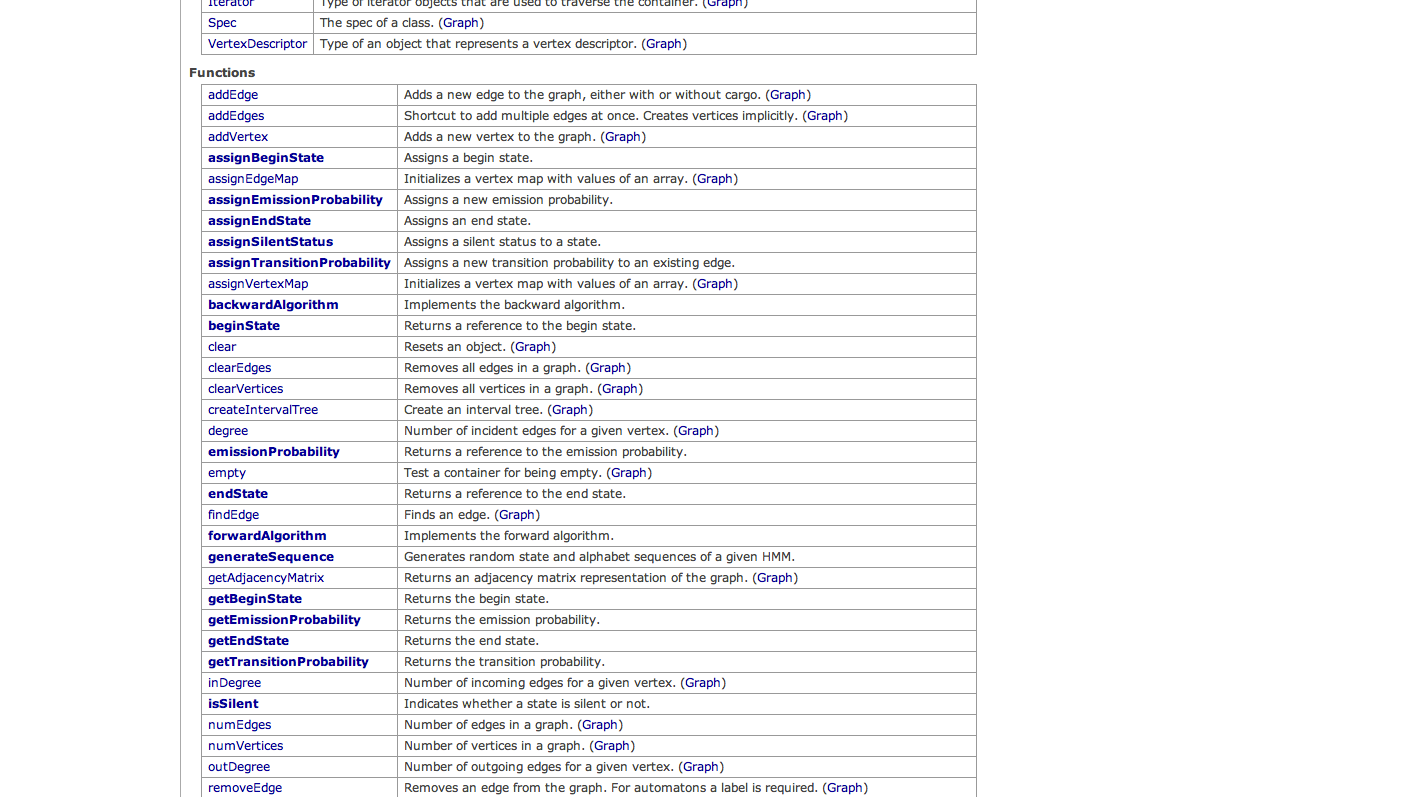 Iterator Type of iterator objects that are used to traverse the container. (Graph)
Spec The spec of a class. (Graph)
VertexDescriptor Type of an object that represents a vertex descriptor. (Graph)
Functions
addEdge Adds a new edge to the graph, either with or without cargo. (Graph)
addEdges Shortcut to add multiple edges at once. Creates vertices implicitly. (Graph)
addVertex Adds a new vertex to the graph. (Graph)
assignBeginState Assigns a begin state.
assignEdgeMap Initializes a vertex map with values of an array. (Graph)
assignEmissionProbability Assigns a new emission probability.
assignEndState Assigns an end state.
assignSilentStatus Assigns a silent status to a state.
assignTransitionProbability Assigns a new transition probability to an existing edge.
assignVertexMap Initializes a vertex map with values of an array. (Graph)
backwardAlgorithm Implements the backward algorithm.
beginState Returns a reference to the begin state.
clear Resets an object. (Graph)
clearEdges Removes all edges in a graph. (Graph)
clearVertices Removes all vertices in a graph. (Graph)
createIntervalTree Create an interval tree. (Graph)
degree Number of incident edges for a given vertex. (Graph)
emissionProbability Returns a reference to the emission probability.
empty Test a container for being empty. (Graph)
endState Returns a reference to the end state.
findEdge Finds an edge. (Graph)
forwardAlgorithm Implements the forward algorithm.
generateSequence Generates random state and alphabet sequences of a given HMM.
getAdjacencyMatrix Returns an adjacency matrix representation of the graph. (Graph)
getBeginState Returns the begin state.
getEmissionProbability Returns the emission probability.
getEndState Returns the end state.
getTransitionProbability Returns the transition probability.
inDegree Number of incoming edges for a given vertex. (Graph)
isSilent Indicates whether a state is silent or not.
numEdges Number of edges in a graph. (Graph)
numVertices Number of vertices in a graph. (Graph)
outDegree Number of outgoing edges for a given vertex. (Graph)
removeEdge Removes an edge from the graph. For automatons a label is required. (Graph)